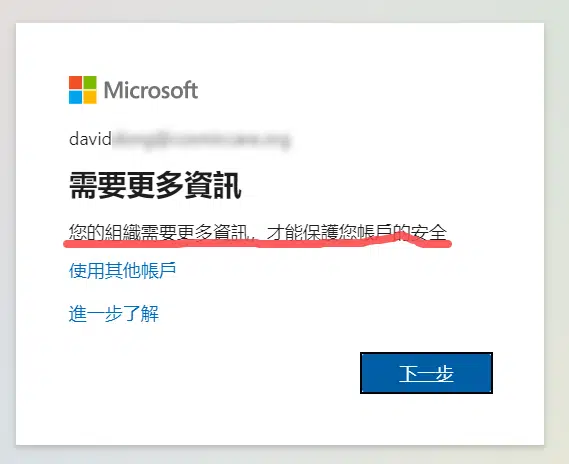 Microsoft
david
需要更多資訊
您的組織需要更多資訊，才能保護您帳戶的安全
使用其他帳戶
進一步了解
下一步